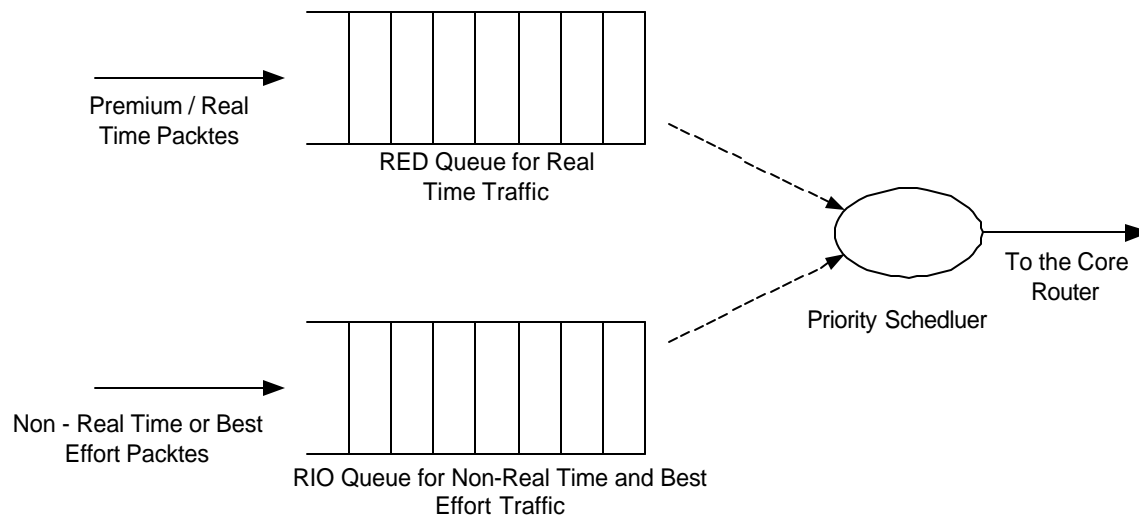 Premium / Real
Time Packtes
RED Queue for Real
Time Traffic
To the Core
Router
Priority Schedluer
Non - Real Time or Best
Effort Packtes
RIO Queue for Non-Real Time and Best
Effort Traffic